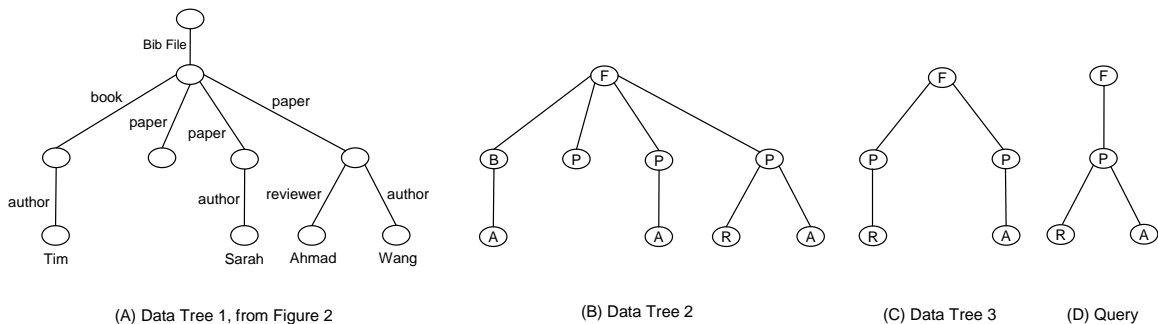 Bib File
book
paper
paper
paper
author
author
reviewer
author
Tim
Sarah
Ahmad
Wang
(A) Data Tree 1, from Figure 2
F
B
P
P
P
A
A
R
A
(B) Data Tree 2
F
P
P
R
A
(C) Data Tree 3
F
P
R
A
(D) Query